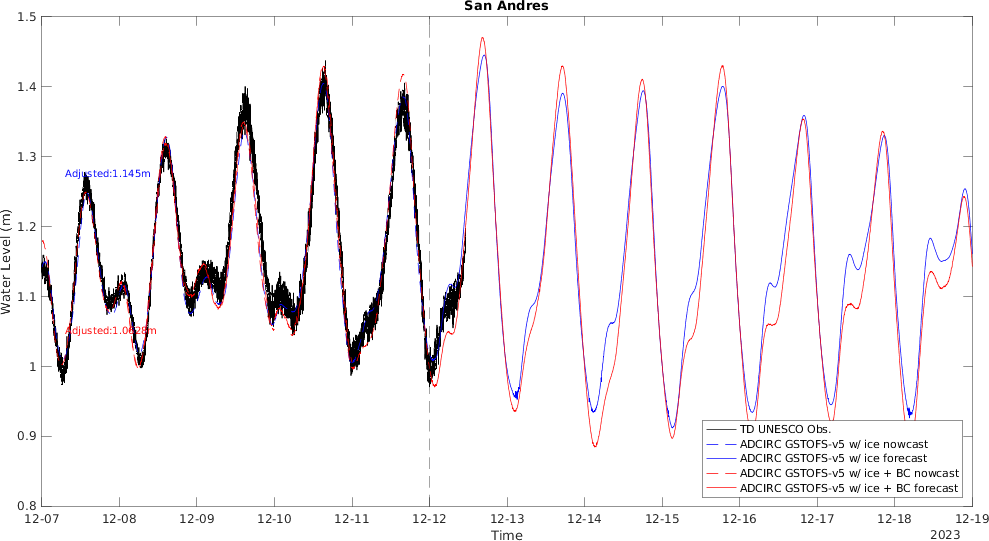 San Andres
1.5
1.4
1.3
1.2
1.1
1
0.9
0.8
Water Level (m)
Adjusted:1.145m
Adjusted:1.0628m
TD UNESCO Obs.
ADCIRC GSTOFS-v5 w/ ice nowcast
ADCIRC GSTOFS-v5 w/ ice forecast
ADCIRC GSTOFS-v5 w/ ice + BC nowcast
ADCIRC GSTOFS-v5 w/ ice + BC forecast
12-07 12-08 12-09 12-10 12-11 12-12 12-13 12-14 12-15 12-16 12-17 12-18 12-19
Time
2023